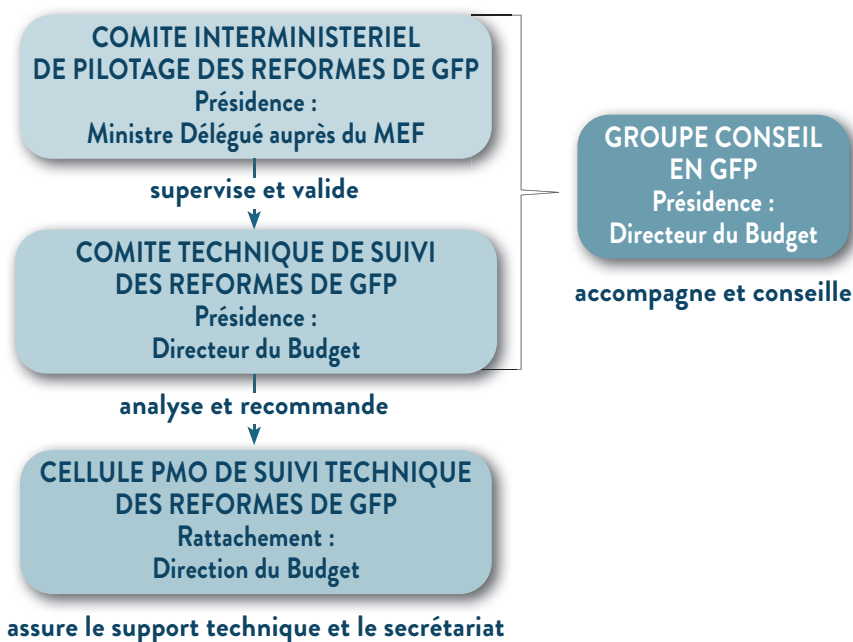 COMITE INTERMINISTERIEL
DE PILOTAGE DES REFORMES DE GFP
Présidence :
Ministre Délégué auprès du MEF
supervise et valide
COMITE TECHNIQUE DE SUIVI
DES REFORMES DE GFP
Présidence :
Directeur du Budget
analyse et recommande
CELLULE PMO DE SUIVI TECHNIQUE
DES REFORMES DE GFP
Rattachement :
Direction du Budget
assure le support technique et le secrétariat
GROUPE CONSEIL
EN GFP
Présidence :
Directeur du Budget
accompagne et conseille